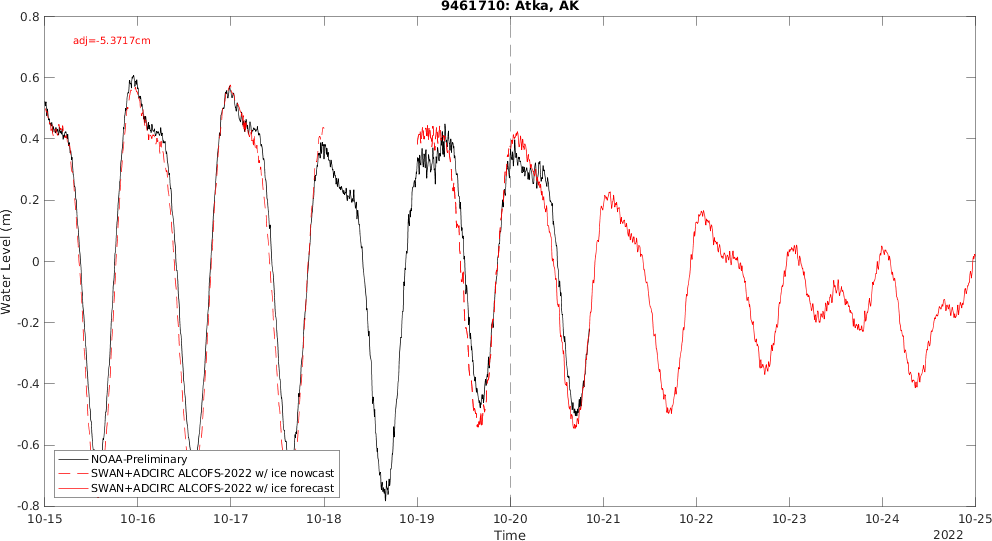 9461710: Atka, AK
adj=-5.3717cm
Water Level (m)
0.8
0.6
0.4
0.2
0
-0.2
-0.4
-0.6
-0.8
NOAA-Preliminary
SWAN+ADCIRC ALCOFS-2022 w/ ice nowcast
SWAN+ADCIRC ALCOFS-2022 w/ ice forecast
10-15 10-16 10-17 10-18 10-19 10-20 10-21 10-22 10-23 10-24 10-25
Time
2022